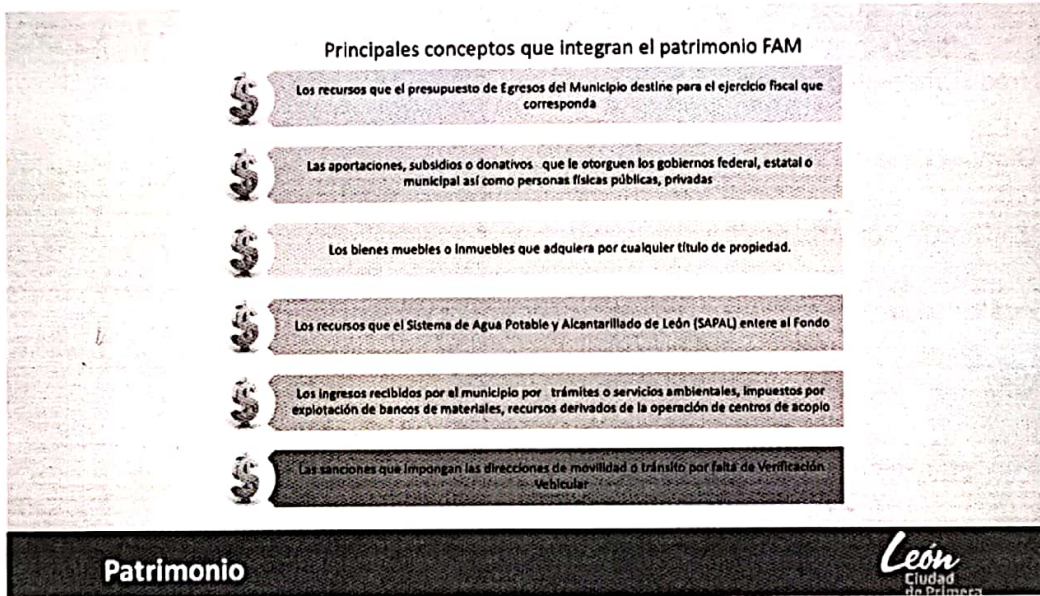 Principales conceptos que integran el patrimonio FAM
Los recursos que el presupuesto de Egresos del Municipio destine para el ejercicio fiscal que
corresponda
Las aportaciones, subsidios o donativos que le otorguen los gobiernos federal, estatal o
municipal así como personas físicas públicas, privadas
Los bienes muebles o inmuebles que adquiera por cualquier título de propiedad.
Los recursos que el Sistema de Agua Potable y Alcantarillado de León (SAPAL) entere al Fondo
Los ingresos recibidos por el municipio por trámites o servicios ambientales, impuestos por
explotación de bancos de materiales, recursos derivados de la operación de centros de acopio
Las sanciones que impongan las direcciones de movilidad o tránsito por falta de Verificación
Vehicular
Patrimonio
León
Ciudad
de Primera